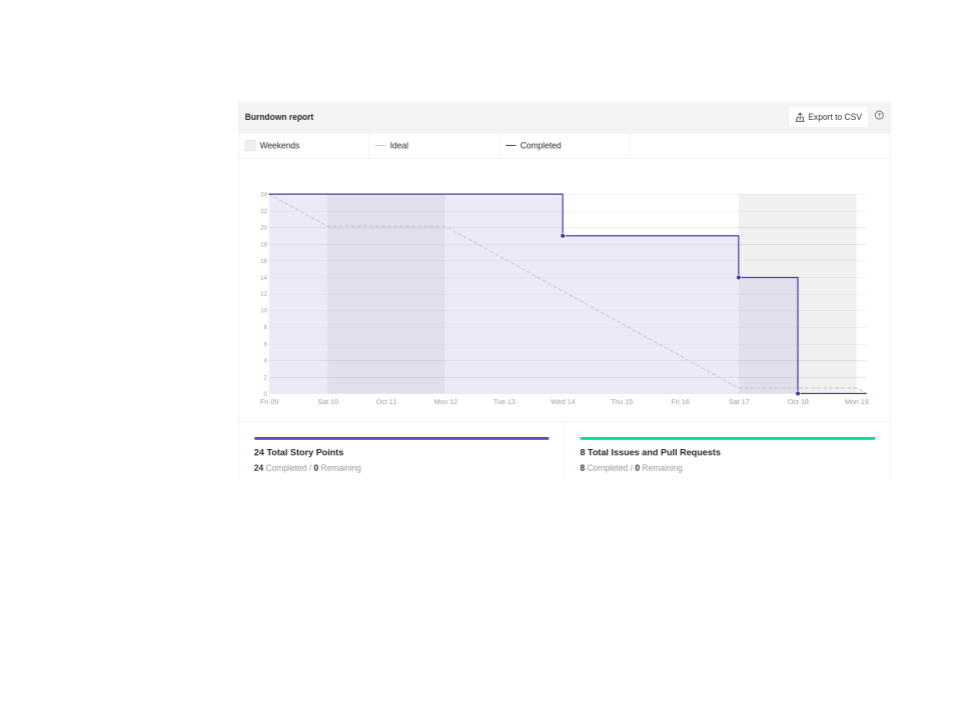 Burndown report
Export to CSV
Weekends
Ideal
Completed
24
22
20
18
16
14
12
10
8
6
4
2
0
Fri 09 Sat 10 Oct 11 Mon 12 Tue 13 Wed 14 Thu 15 Fri 16 Sat 17 Oct 18 Mon 19
24 Total Story Points
24 Completed / 0 Remaining
8 Total Issues and Pull Requests
8 Completed / 0 Remaining